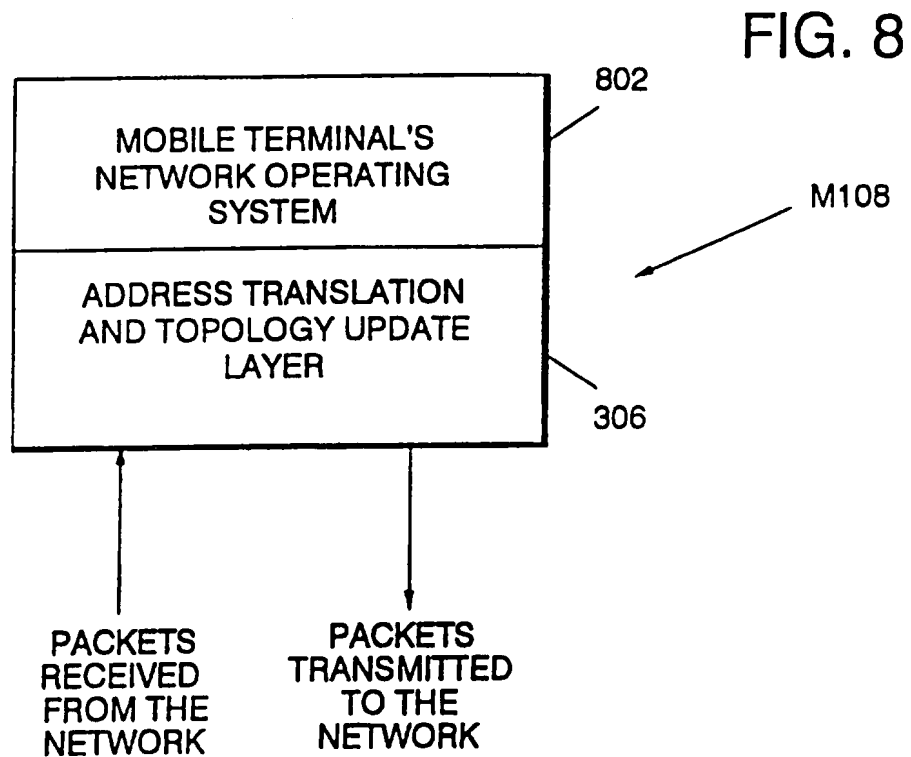 FIG. 8
802
MOBILE TERMINAL'S
NETWORK OPERATING
SYSTEM
M108
ADDRESS TRANSLATION
AND TOPOLOGY UPDATE
LAYER
306
PACKETS
RECEIVED
FROM THE
NETWORK
PACKETS
TRANSMITTED
TO THE
NETWORK